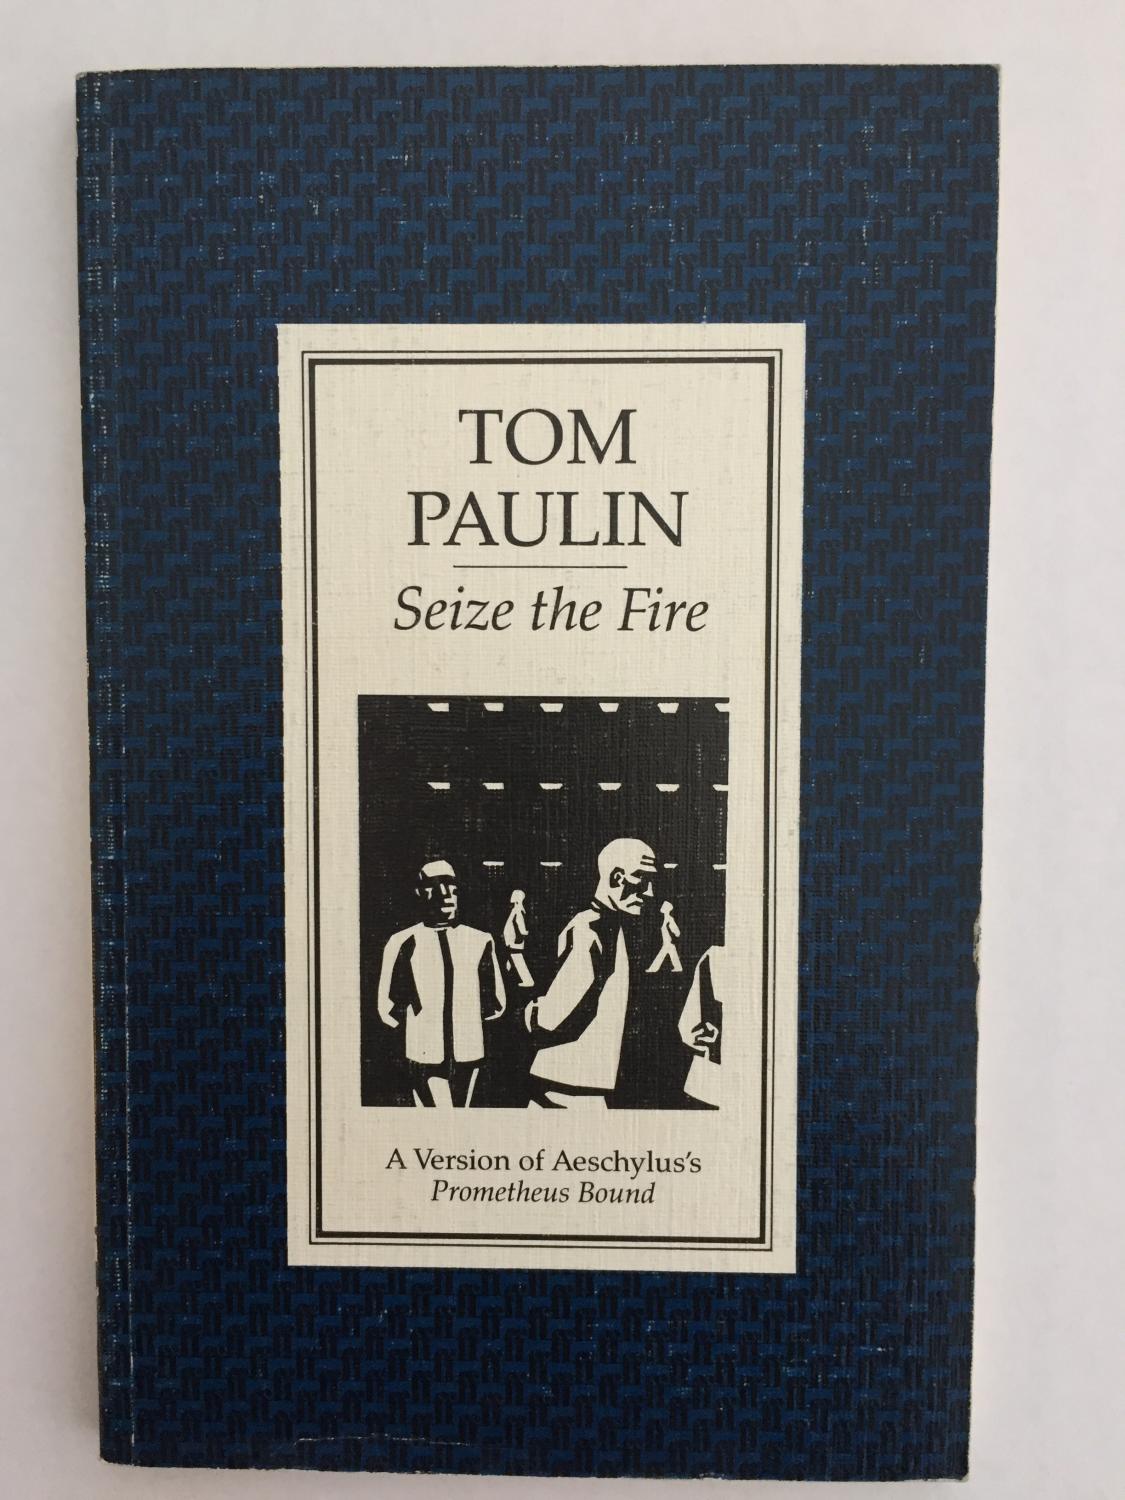 TOM
PAULIN
Seize the Fire
A Version of Aeschylus's
Prometheus Bound